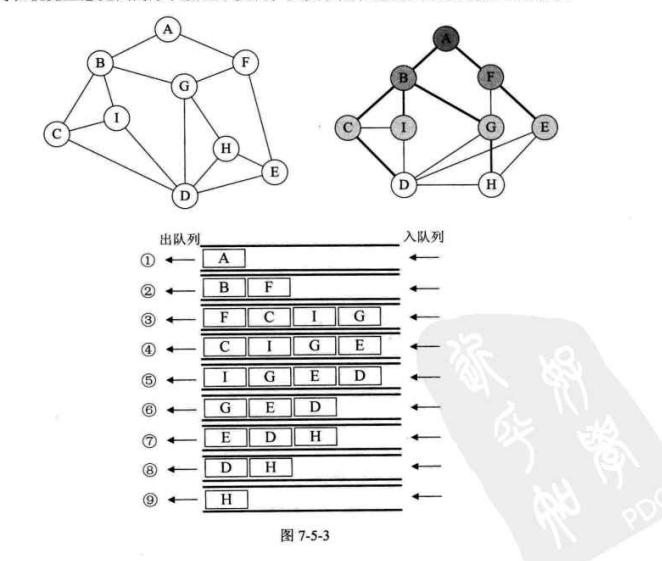 A
B
F
G
C
I
H
E
D
A
B
F
C
I
G
E
D
H
出队列 入队列
① A
② B F
③ F C I G
④ C I G E
⑤ I G E D
⑥ G E D
⑦ E D H
⑧ D H
⑨ H
图 7-5-3
PDG